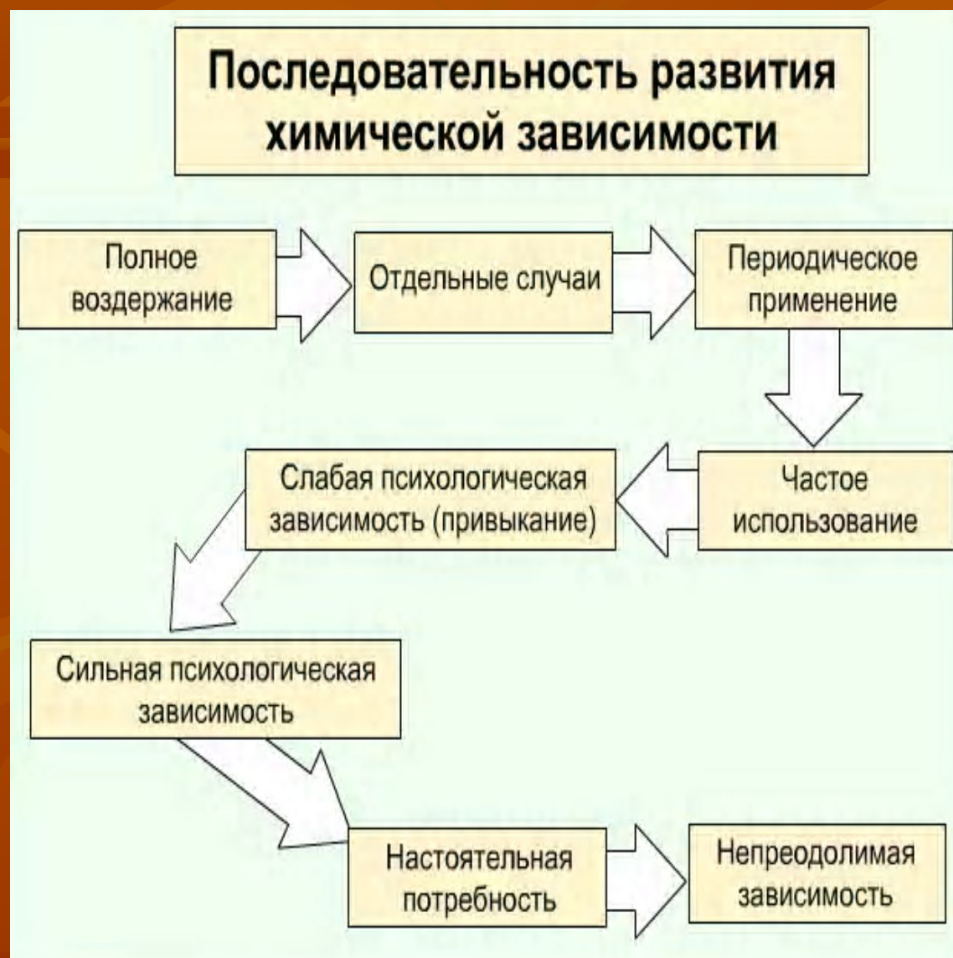 Последовательность развития
химической зависимости
Полное
воздержание
Отдельные случаи
Периодическое
применение
Частое
использование
Слабая психологическая
зависимость (привыкание)
Сильная психологическая
зависимость
Настоятельная
потребность
Непреодолимая
зависимость